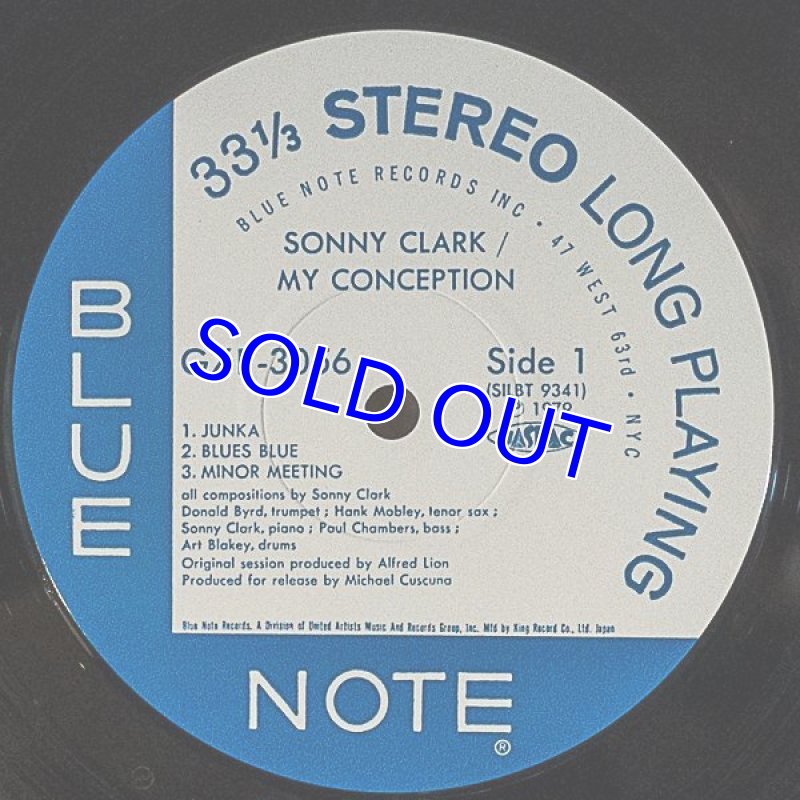 33⅓ STEREO LONG PLAYING
BLUE NOTE RECORDS INC • 47 WEST 63rd • NYC
SONNY CLARK /
MY CONCEPTION
Side 1
(SILBT 9341)
Ⓟ 1979
SOLD OUT
1. JUNKA
2. BLUES BLUE
3. MINOR MEETING
all compositions by Sonny Clark
Donald Byrd, trumpet ; Hank Mobley, tenor sax ;
Sonny Clark, piano ; Paul Chambers, bass ;
Art Blakey, drums
Original session produced by Alfred Lion
Produced for release by Michael Cuscuna
Blue Note Records. A Division of United Artists Music And Records Group, Inc. Mfd by King Record Co., Ltd. Japan
BLUE
NOTE
®